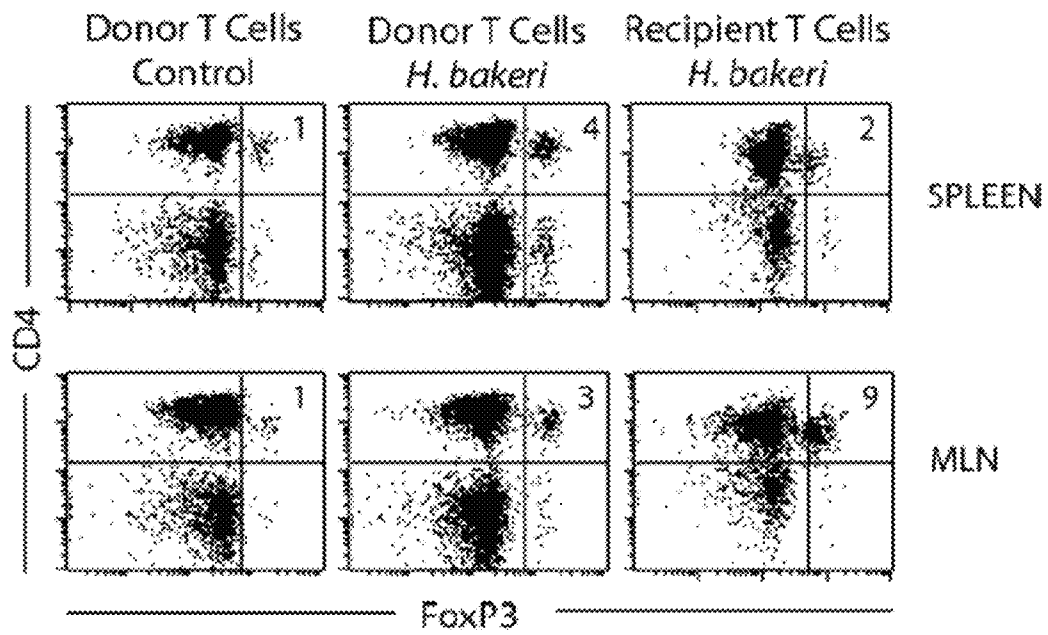 Donor T Cells
Control
Donor T Cells
H. bakeri
Recipient T Cells
H. bakeri
1
4
2
SPLEEN
CD4
1
3
9
MLN
FoxP3